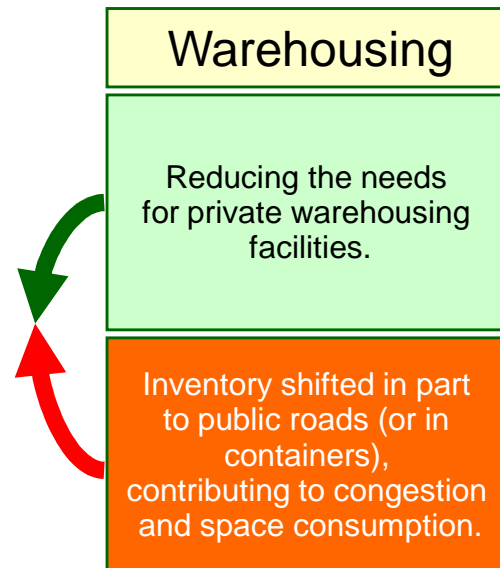 Warehousing
Reducing the needs
for private warehousing
facilities.
Inventory shifted in part
to public roads (or in
containers),
contributing to congestion
and space consumption.